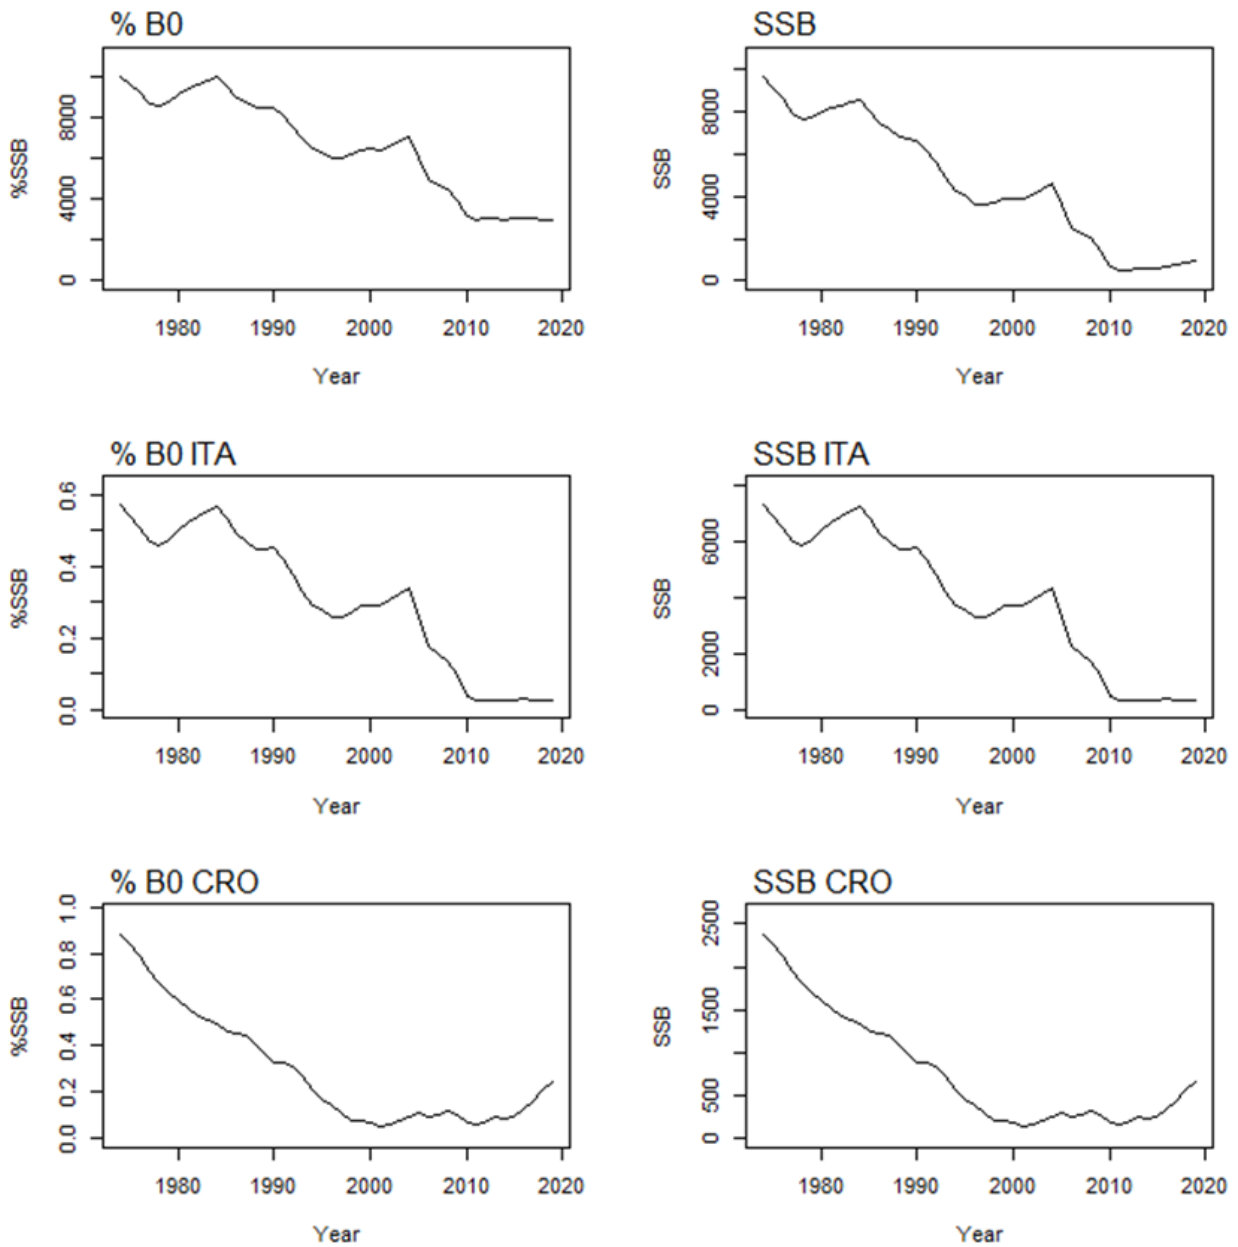 % B0
SSB
%SSB
0 4000 8000
1980 1990 2000 2010 2020
Year
SSB
0 4000 8000
1980 1990 2000 2010 2020
Year
% B0 ITA
SSB ITA
%SSB
0.0 0.2 0.4 0.6
1980 1990 2000 2010 2020
Year
SSB
0 2000 6000
1980 1990 2000 2010 2020
Year
% B0 CRO
SSB CRO
%SSB
0.0 0.2 0.4 0.6 0.8 1.0
1980 1990 2000 2010 2020
Year
SSB
0 500 1500 2500
1980 1990 2000 2010 2020
Year